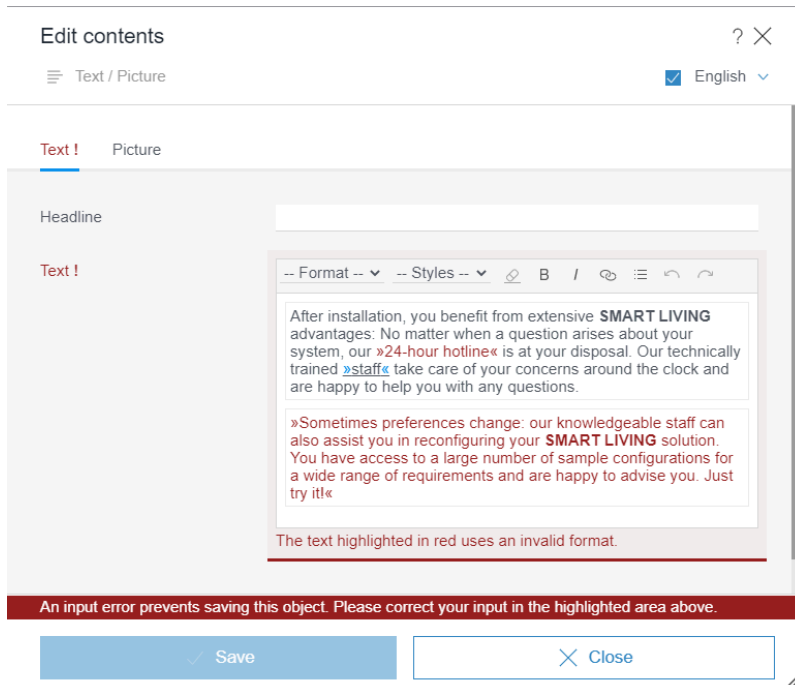 Edit contents
?
Text / Picture
English
Text !
Picture
Headline
Text !
-- Format --
-- Styles --
B
I
After installation, you benefit from extensive SMART LIVING
advantages: No matter when a question arises about your
system, our »24-hour hotline« is at your disposal. Our technically
trained »staff« take care of your concerns around the clock and
are happy to help you with any questions.
»Sometimes preferences change: our knowledgeable staff can
also assist you in reconfiguring your SMART LIVING solution.
You have access to a large number of sample configurations for
a wide range of requirements and are happy to advise you. Just
try it!«
The text highlighted in red uses an invalid format.
An input error prevents saving this object. Please correct your input in the highlighted area above.
Save
Close